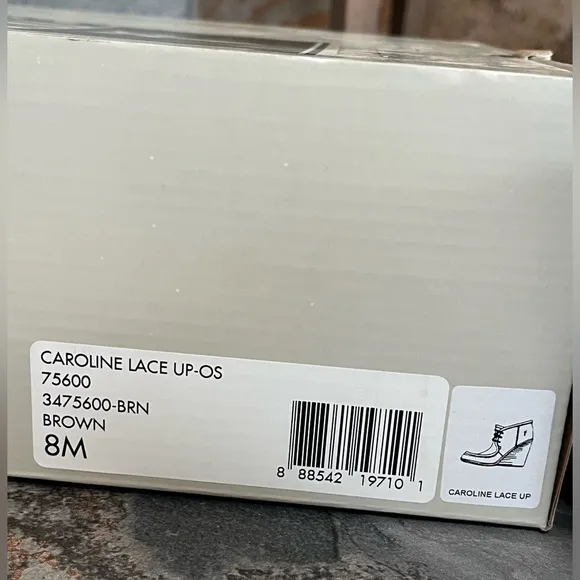 CAROLINE LACE UP-OS
75600
3475600-BRN
BROWN
8M
8 88542 19710 1
CAROLINE LACE UP